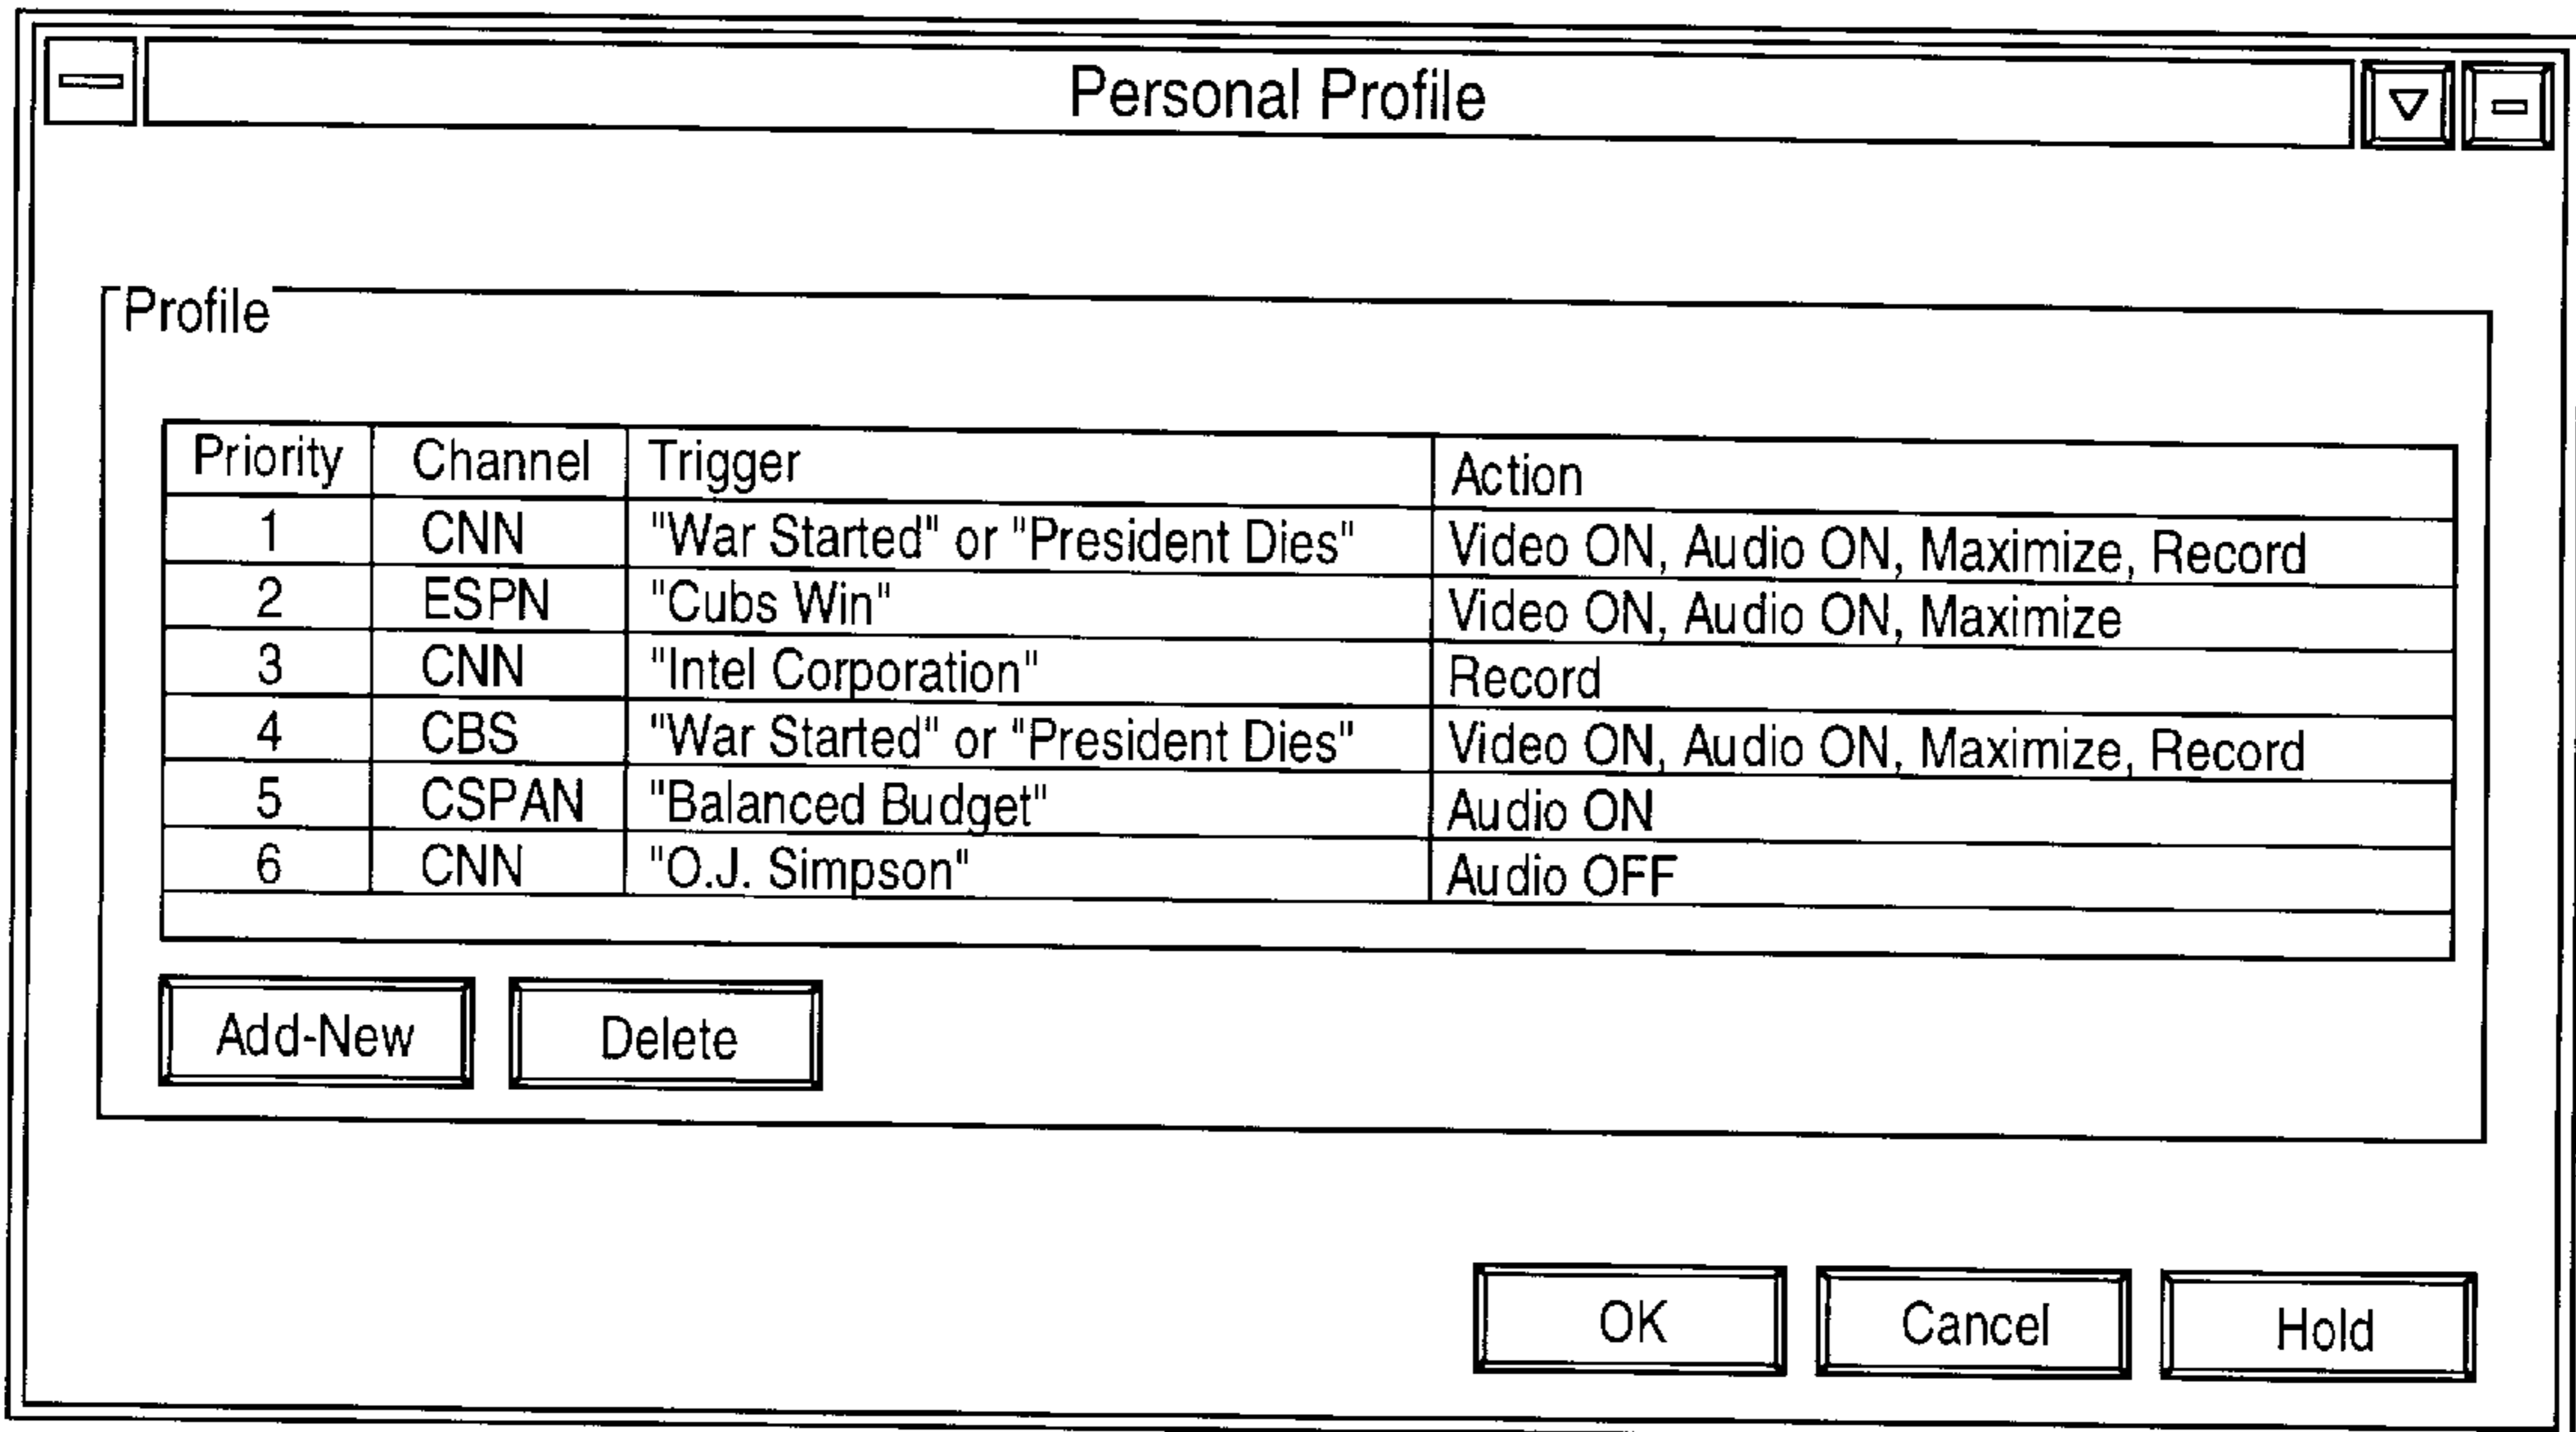 Personal Profile
Profile
Priority Channel Trigger Action
1 CNN "War Started" or "President Dies" Video ON, Audio ON, Maximize, Record
2 ESPN "Cubs Win" Video ON, Audio ON, Maximize
3 CNN "Intel Corporation" Record
4 CBS "War Started" or "President Dies" Video ON, Audio ON, Maximize, Record
5 CSPAN "Balanced Budget" Audio ON
6 CNN "O.J. Simpson" Audio OFF
Add-New Delete
OK Cancel Hold